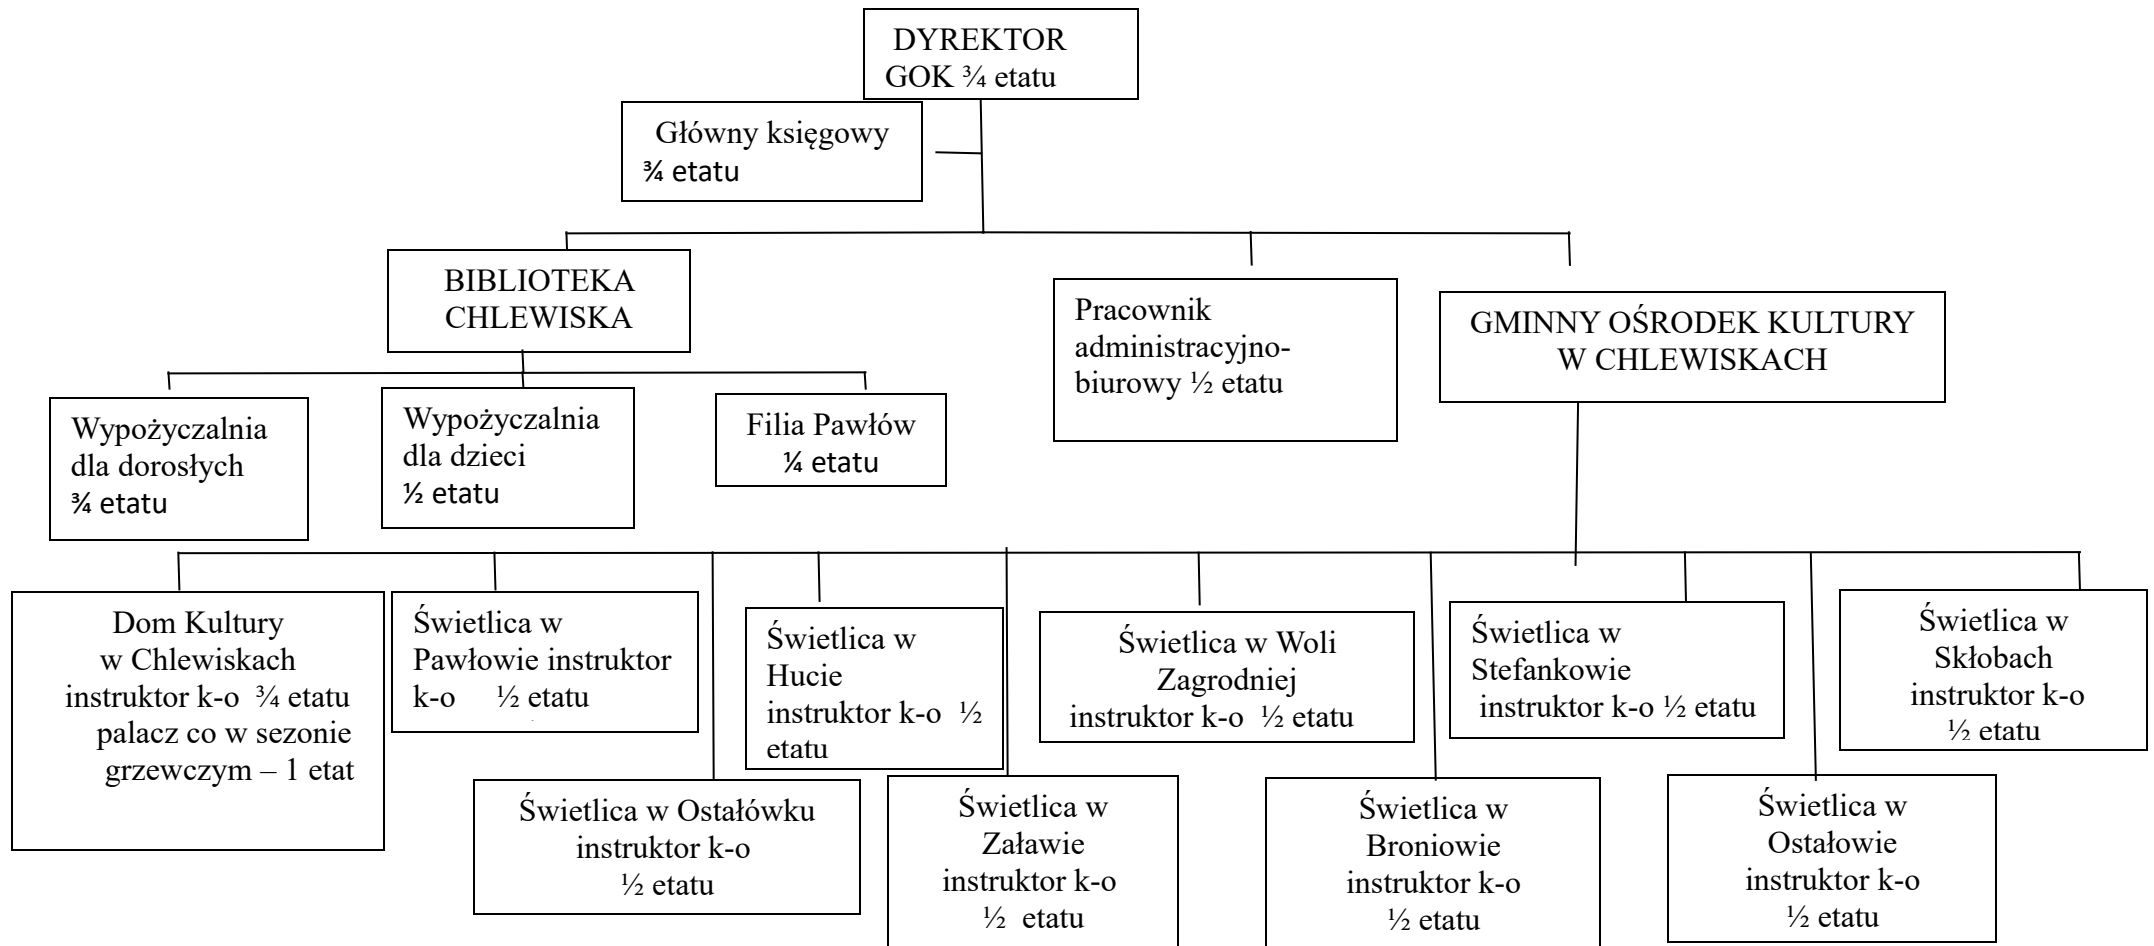 DYREKTOR
GOK ¾ etatu
Główny księgowy
¾ etatu
BIBLIOTEKA
CHLEWISKA
Pracownik
administracyjno-
biurowy ½ etatu
GMINNY OŚRODEK KULTURY
W CHLEWISKACH
Wypożyczalnia
dla dorosłych
¾ etatu
Wypożyczalnia
dla dzieci
½ etatu
Filia Pawłów
¼ etatu
Dom Kultury
w Chlewiskach
instruktor k-o ¾ etatu
palacz co w sezonie
grzewczym – 1 etat
Świetlica w
Pawłowie instruktor
k-o ½ etatu
Świetlica w
Hucie
instruktor k-o ½
etatu
Świetlica w Woli
Zagrodniej
instruktor k-o ½ etatu
Świetlica w
Stefankowie
instruktor k-o ½ etatu
Świetlica w
Skłobach
instruktor k-o
½ etatu
Świetlica w Ostałówku
instruktor k-o
½ etatu
Świetlica w
Załawie
instruktor k-o
½ etatu
Świetlica w
Broniowie
instruktor k-o
½ etatu
Świetlica w
Ostałowie
instruktor k-o
½ etatu